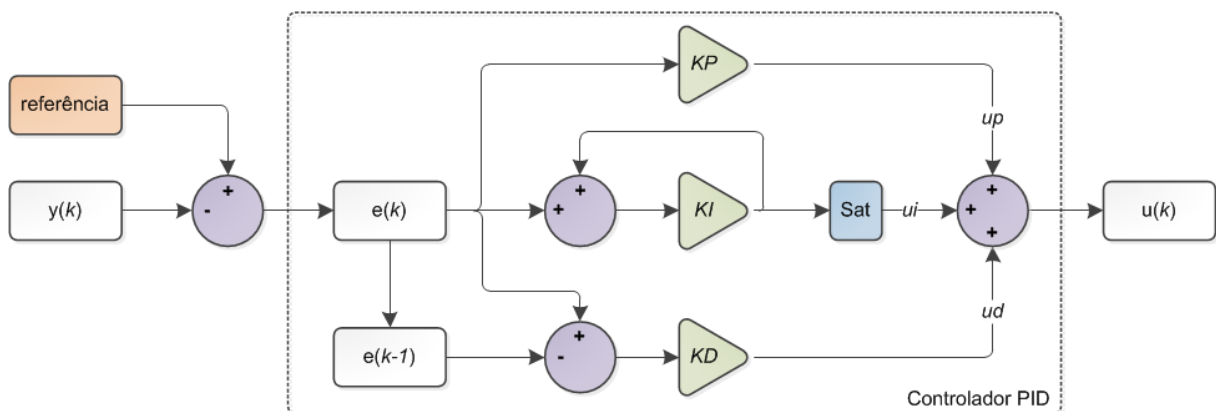 KP
referência
up
+
+
+
y(k)
-
e(k)
+
KI
Sat
ui
+
+
+
u(k)
ud
+
e(k-1)
-
KD
Controlador PID